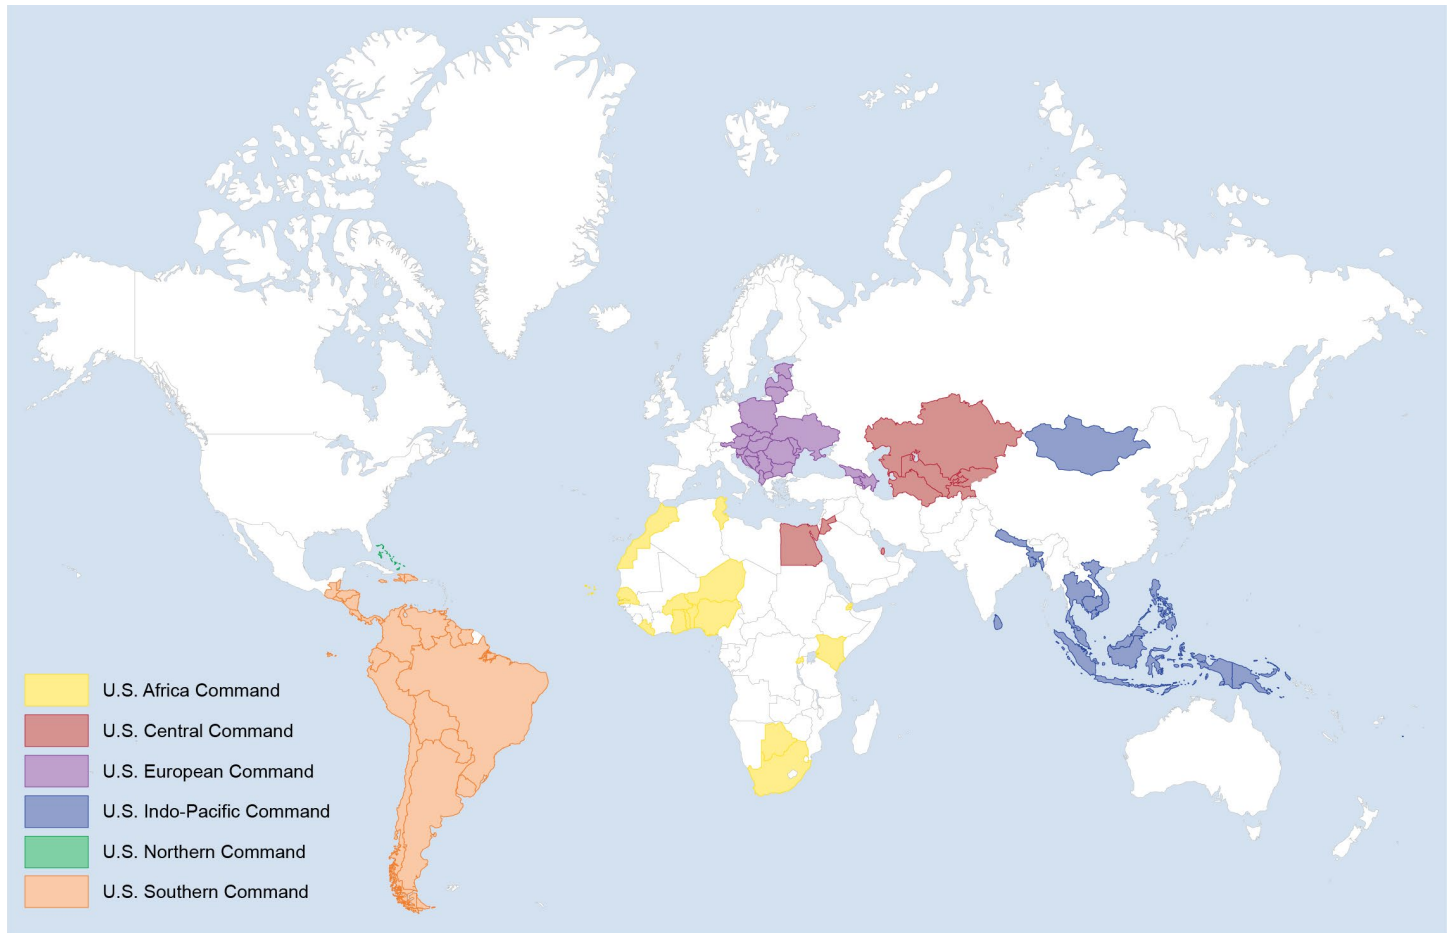 U.S. Africa Command
U.S. Central Command
U.S. European Command
U.S. Indo-Pacific Command
U.S. Northern Command
U.S. Southern Command